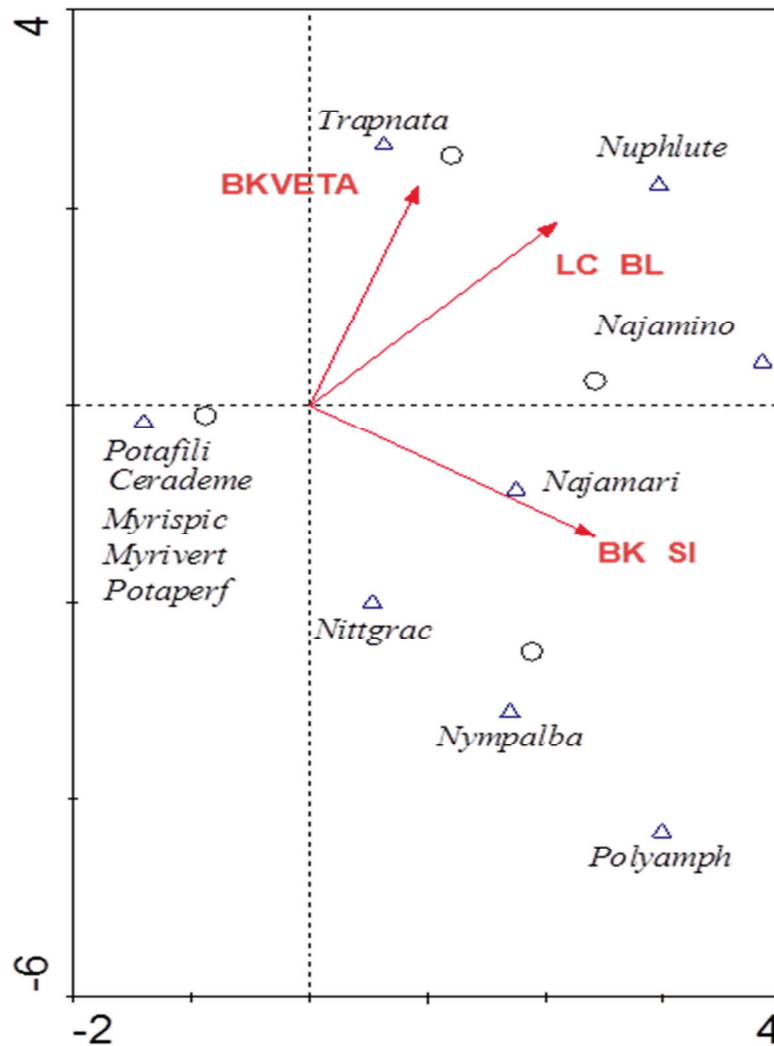 4
Trapnata
Nuphlute
BKVETA
LC BL
Najamino
Potafili
Cerademe
Myrispic
Myrivert
Potaperf
Najamari
BK SI
Nittgrac
Nympalba
Polyamph
-6
-2
4